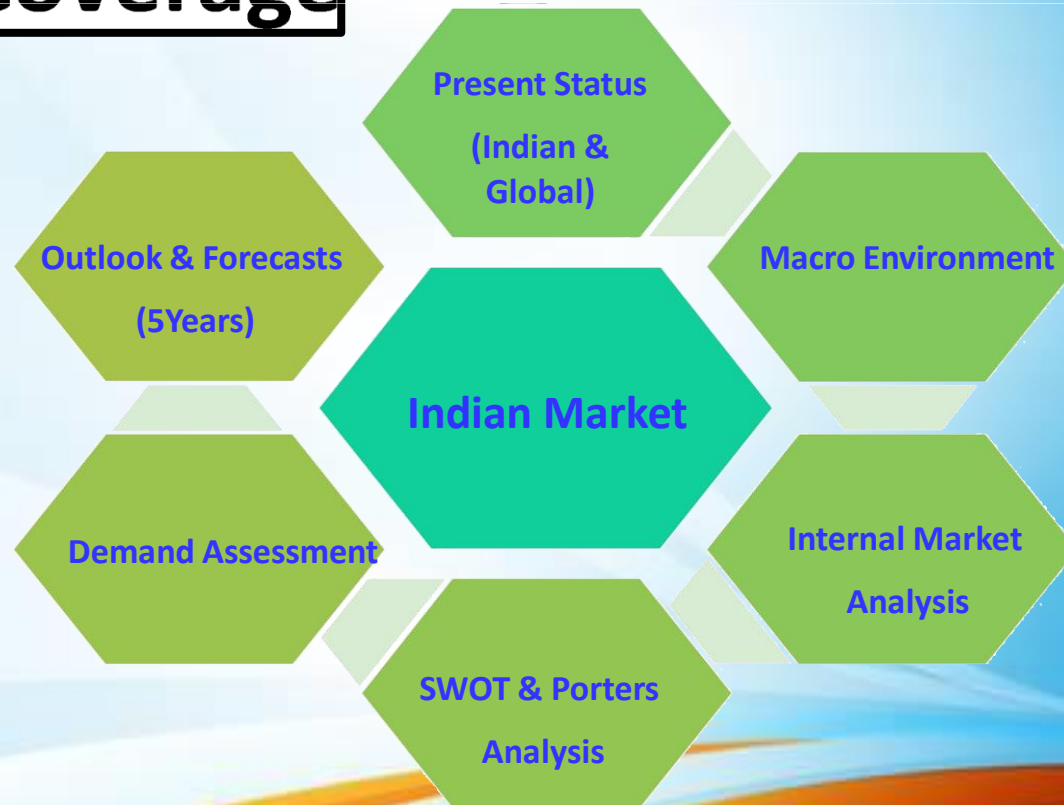 Coverage
Present Status
(Indian &
Global)
Outlook & Forecasts
(5Years)
Macro Environment
Indian Market
Demand Assessment
Internal Market
Analysis
SWOT & Porters
Analysis